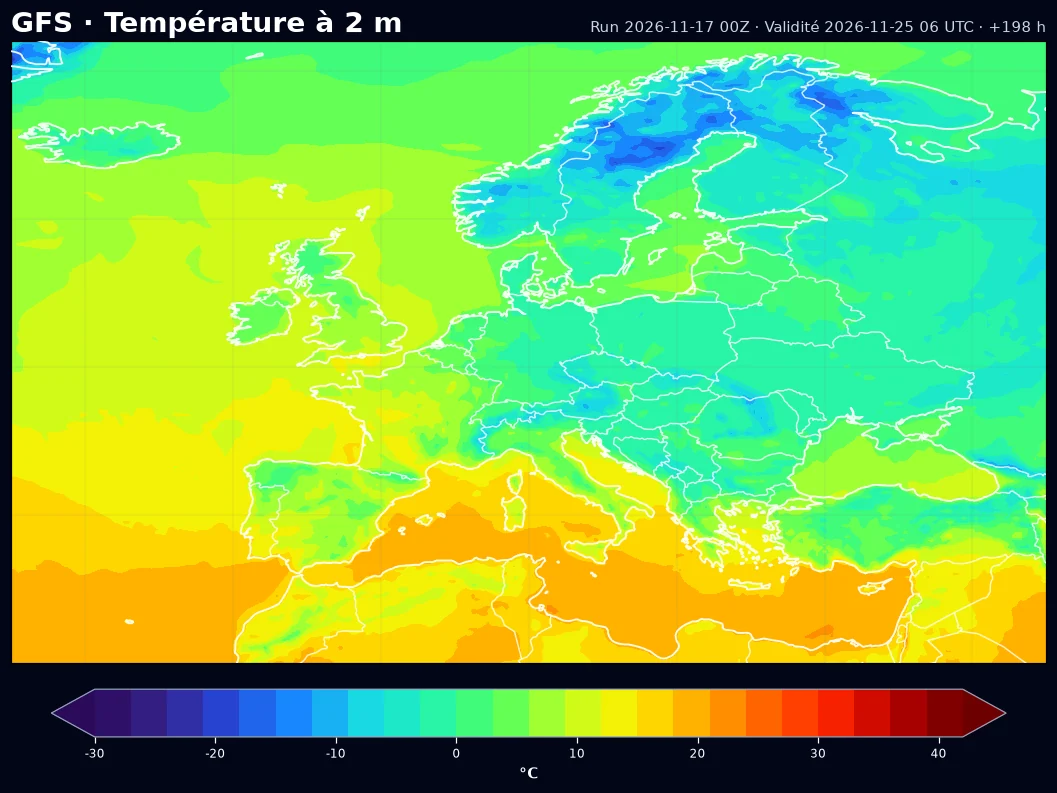 GFS · Température à 2 m
Run 2026-11-17 00Z · Validité 2026-11-25 06 UTC · +198 h
-30 -20 -10 0 10 20 30 40
°C